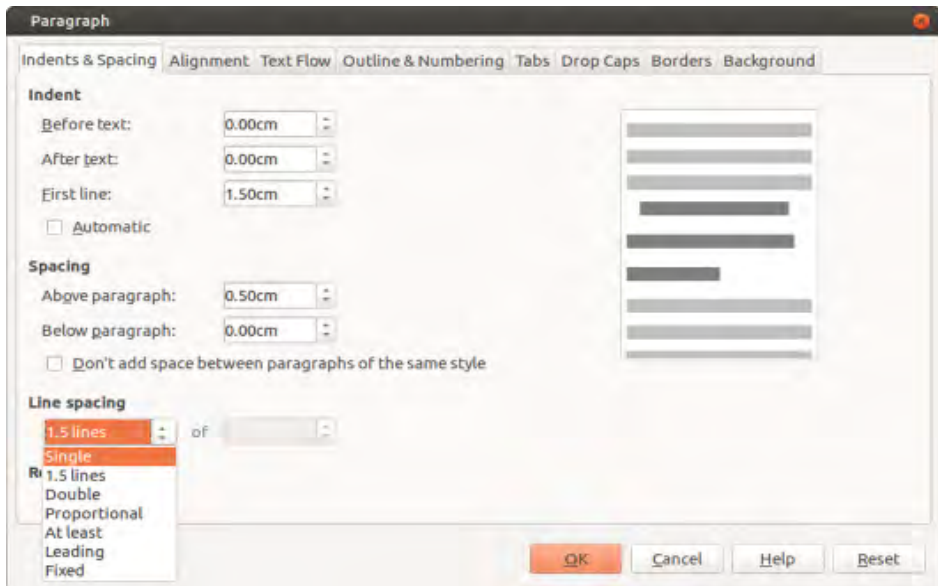 Paragraph
Indents & Spacing Alignment Text Flow Outline & Numbering Tabs Drop Caps Borders Background
Indent
Before text: 0.00cm
After text: 0.00cm
First line: 1.50cm
Automatic
Spacing
Above paragraph: 0.50cm
Below paragraph: 0.00cm
Don't add space between paragraphs of the same style
Line spacing
1.5 lines of
Single
1.5 lines
Double
Proportional
At least
Leading
Fixed
OK Cancel Help Reset